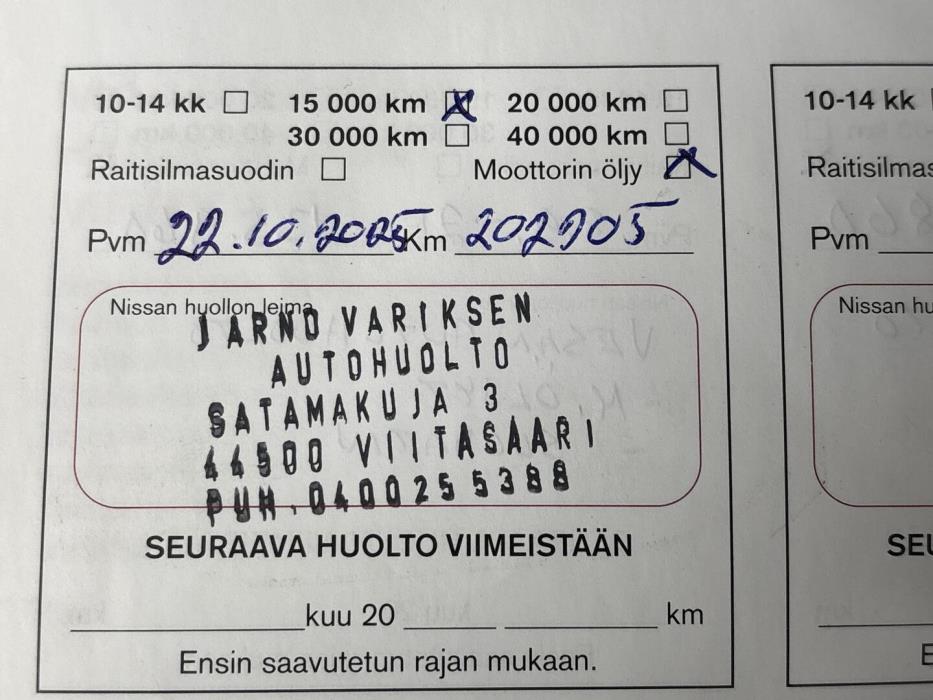 10-14 kk 15 000 km X 20 000 km
30 000 km 40 000 km
Raitisilmasuodin Moottorin öljy X
Pvm 22.10.2025 Km 202905
Nissan huollon leima
JARNO VARIKSEN
AUTOHUOLTO
SATAMAKUJA 3
44500 VIITASAARI
PUH. 0400255388
SEURAAVA HUOLTO VIIMEISTÄÄN
kuu 20 km
Ensin saavutetun rajan mukaan.
10-14 kk
Raitisilmas
Pvm
Nissan hu
SEU
E